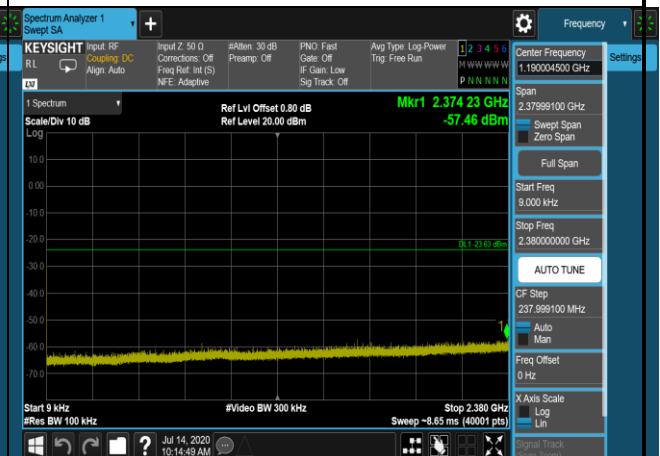 Spectrum Analyzer 1
Swept SA
Frequency
Settings
KEYSIGHT
R L
LXI
Input: RF
Coupling: DC
Align: Auto
Input Z: 50 Ω
Corrections: Off
Freq Ref: Int (S)
NFE: Adaptive
#Atten: 30 dB
Preamp: Off
PNO: Fast
Gate: Off
IF Gain: Low
Sig Track: Off
Avg Type: Log-Power
Trig: Free Run
1 2 3 4 5 6
M W W W W W
P N N N N N
1 Spectrum
Scale/Div 10 dB
Log
Ref Lvl Offset 0.80 dB
Ref Level 20.00 dBm
Mkr1 2.374 23 GHz
-57.46 dBm
10.0
0.00
-10.0
-20.0
-30.0
-40.0
-50.0
-60.0
-70.0
DL1 -23.63 dBm
1
Start 9 kHz
#Res BW 100 kHz
#Video BW 300 kHz
Stop 2.380 GHz
Sweep ~8.65 ms (40001 pts)
Jul 14, 2020
10:14:49 AM
Center Frequency
1.190004500 GHz
Span
2.37999100 GHz
Swept Span
Zero Span
Full Span
Start Freq
9.000 kHz
Stop Freq
2.380000000 GHz
AUTO TUNE
CF Step
237.999100 MHz
Auto
Man
Freq Offset
0 Hz
X Axis Scale
Log
Lin
Signal Track
(Span Zoom)